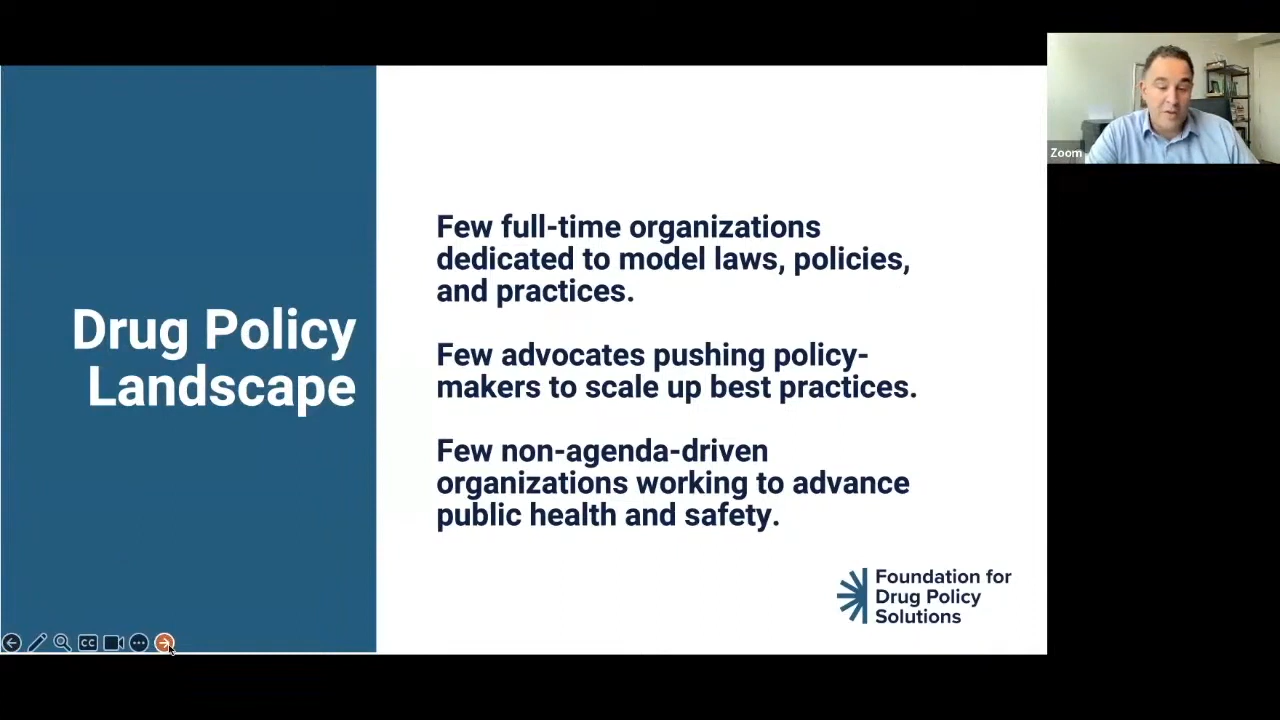 Drug Policy
Landscape
Few full-time organizations
dedicated to model laws, policies,
and practices.
Few advocates pushing policy-
makers to scale up best practices.
Few non-agenda-driven
organizations working to advance
public health and safety.
Foundation for
Drug Policy
Solutions
CC
Zoom